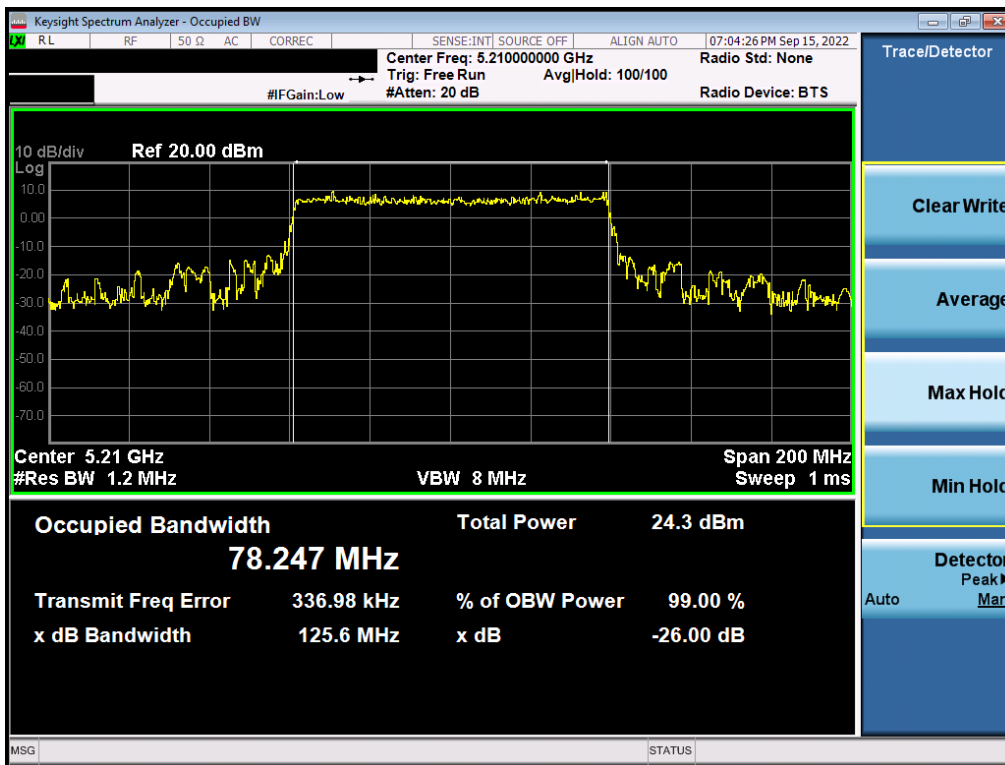 Keysight Spectrum Analyzer - Occupied BW
LXI RL RF 50 Ω AC CORREC SENSE:INT SOURCE OFF ALIGN AUTO 07:04:26 PM Sep 15, 2022
Center Freq: 5.210000000 GHz Radio Std: None
Trig: Free Run Avg|Hold: 100/100
#IFGain:Low #Atten: 20 dB Radio Device: BTS
10 dB/div Ref 20.00 dBm
Log
10.0
0.00
-10.0
-20.0
-30.0
-40.0
-50.0
-60.0
-70.0
Center 5.21 GHz Span 200 MHz
#Res BW 1.2 MHz VBW 8 MHz Sweep 1 ms
Occupied Bandwidth Total Power 24.3 dBm
78.247 MHz
Transmit Freq Error 336.98 kHz % of OBW Power 99.00 %
x dB Bandwidth 125.6 MHz x dB -26.00 dB
MSG STATUS
Trace/Detector
Clear Write
Average
Max Hold
Min Hold
Detector
Peak▶
Auto Man